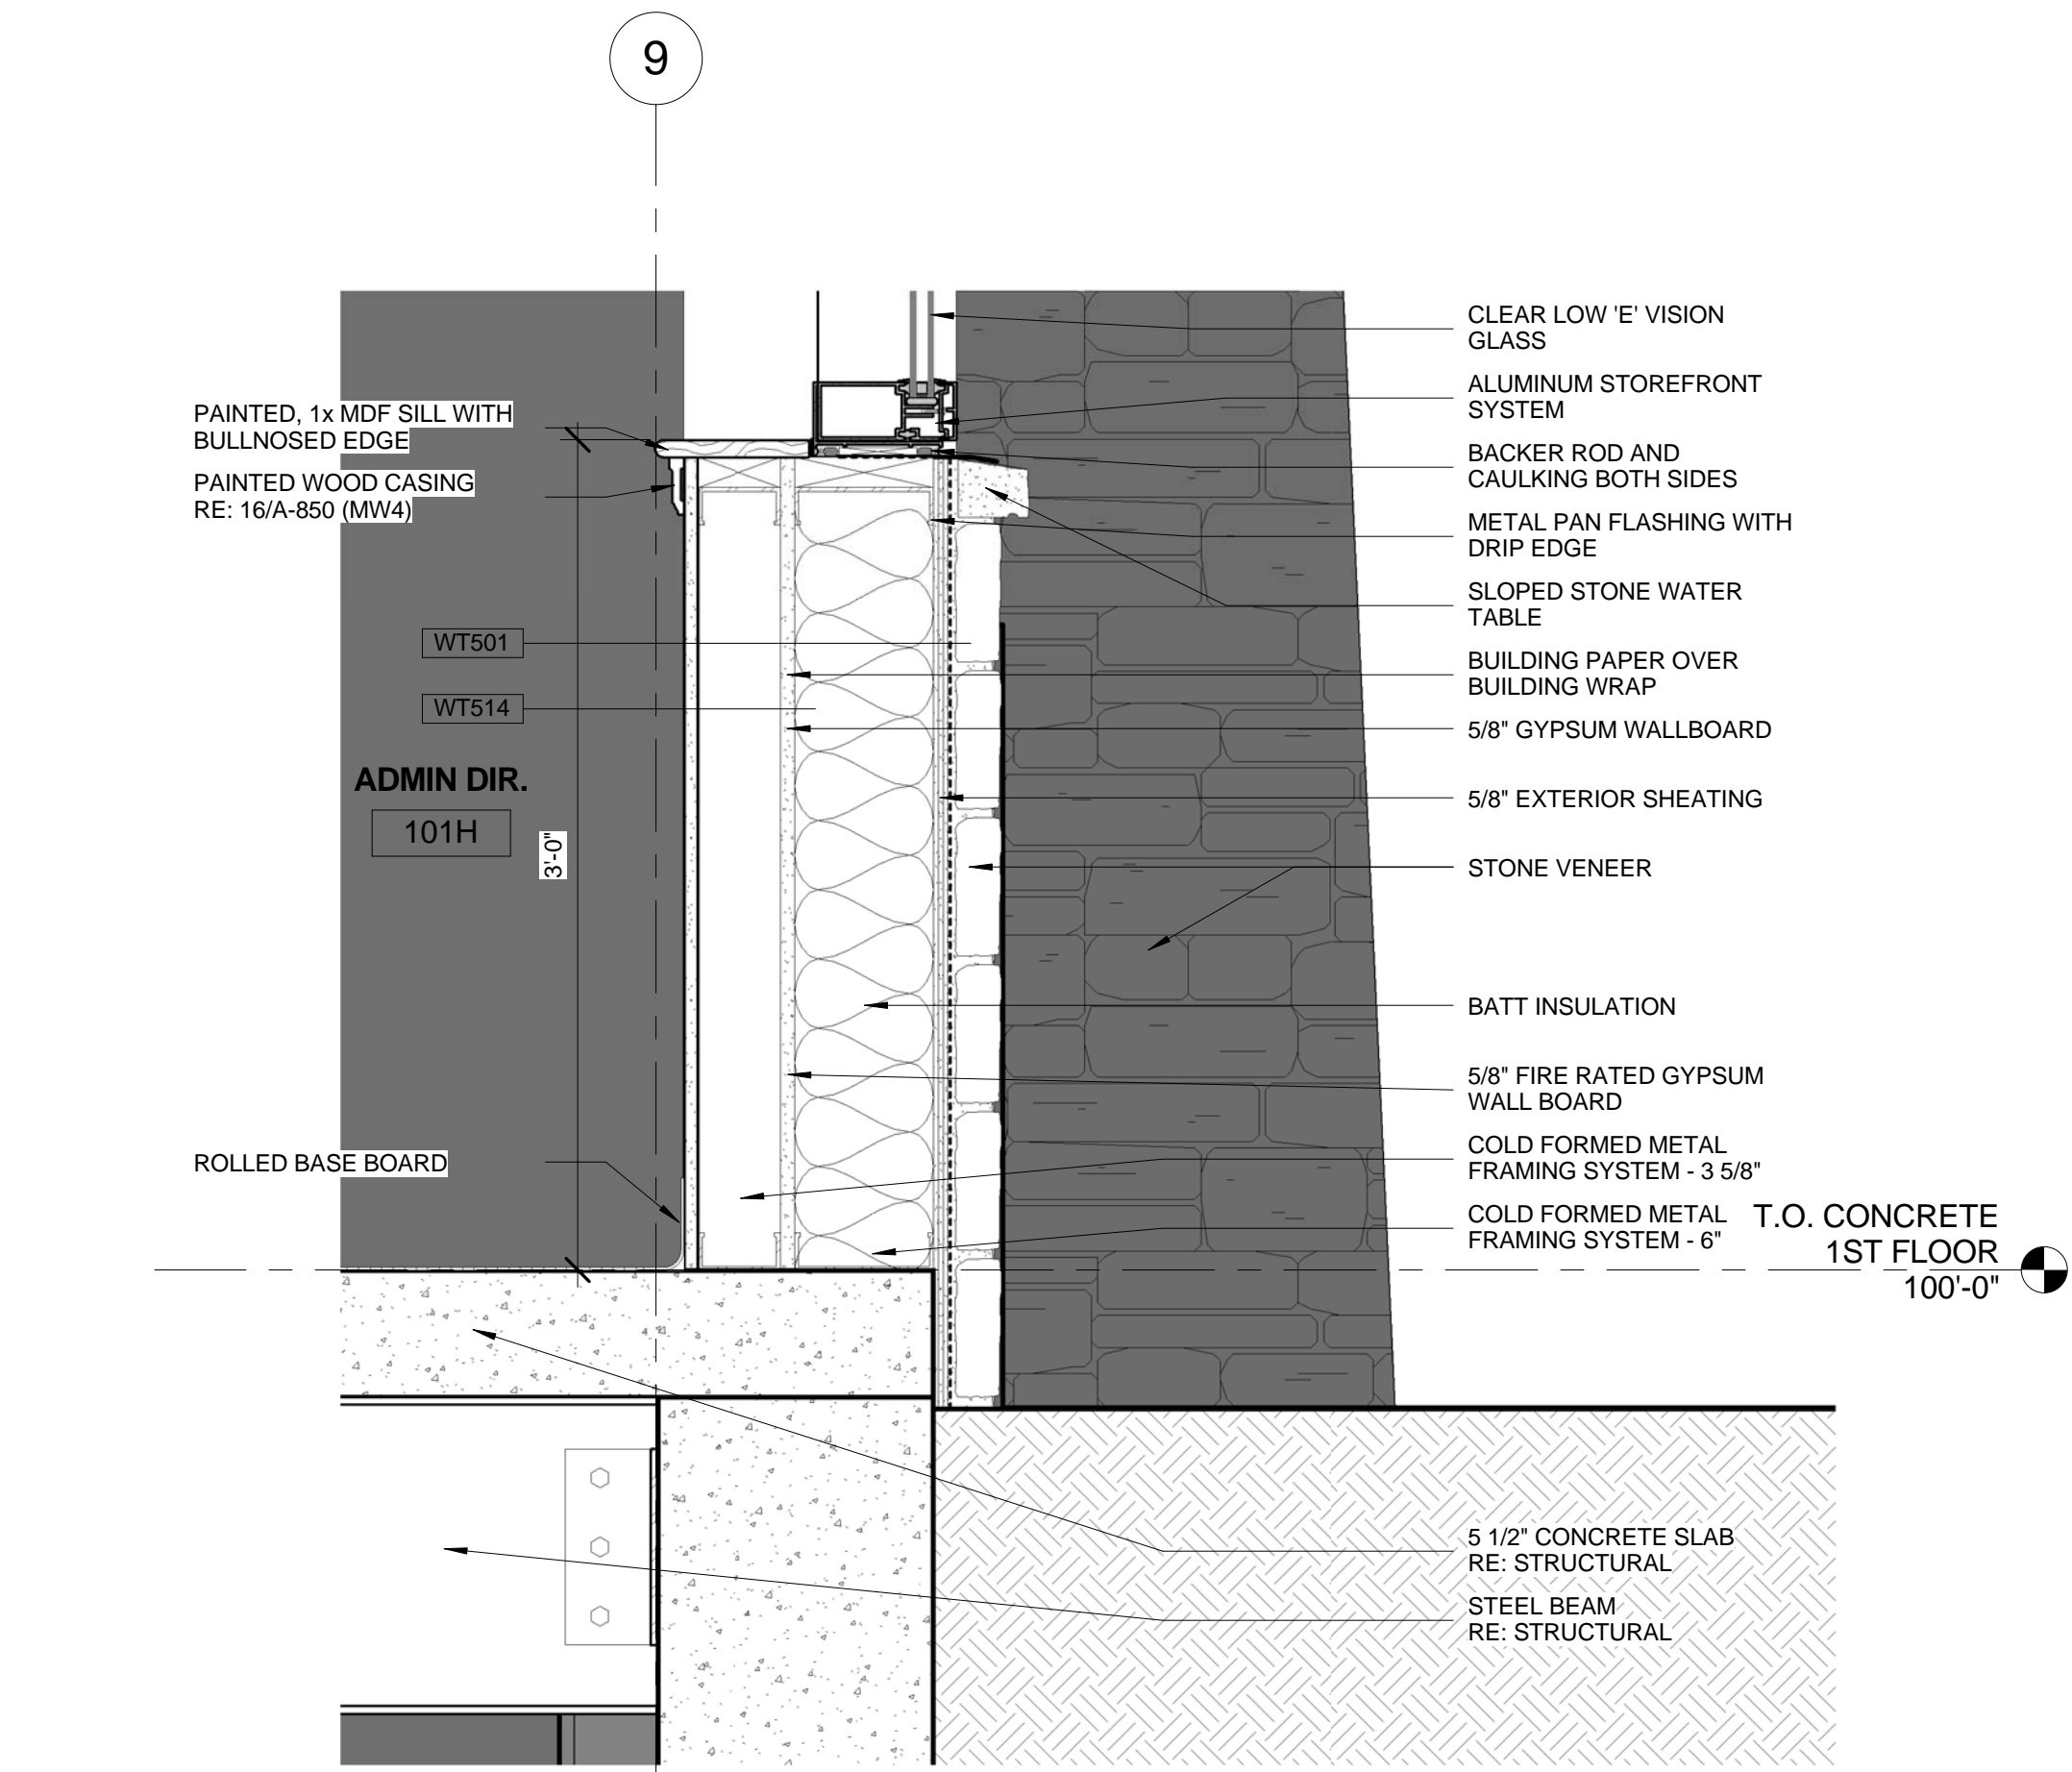 9
PAINTED, 1x MDF SILL WITH
BULLNOSED EDGE
PAINTED WOOD CASING
RE: 16/A-850 (MW4)
WT501
WT514
ADMIN DIR.
101H
3'-0"
ROLLED BASE BOARD
CLEAR LOW 'E' VISION
GLASS
ALUMINUM STOREFRONT
SYSTEM
BACKER ROD AND
CAULKING BOTH SIDES
METAL PAN FLASHING WITH
DRIP EDGE
SLOPED STONE WATER
TABLE
BUILDING PAPER OVER
BUILDING WRAP
5/8" GYPSUM WALLBOARD
5/8" EXTERIOR SHEATING
STONE VENEER
BATT INSULATION
5/8" FIRE RATED GYPSUM
WALL BOARD
COLD FORMED METAL
FRAMING SYSTEM - 3 5/8"
COLD FORMED METAL
FRAMING SYSTEM - 6"
T.O. CONCRETE
1ST FLOOR
100'-0"
5 1/2" CONCRETE SLAB
RE: STRUCTURAL
STEEL BEAM
RE: STRUCTURAL